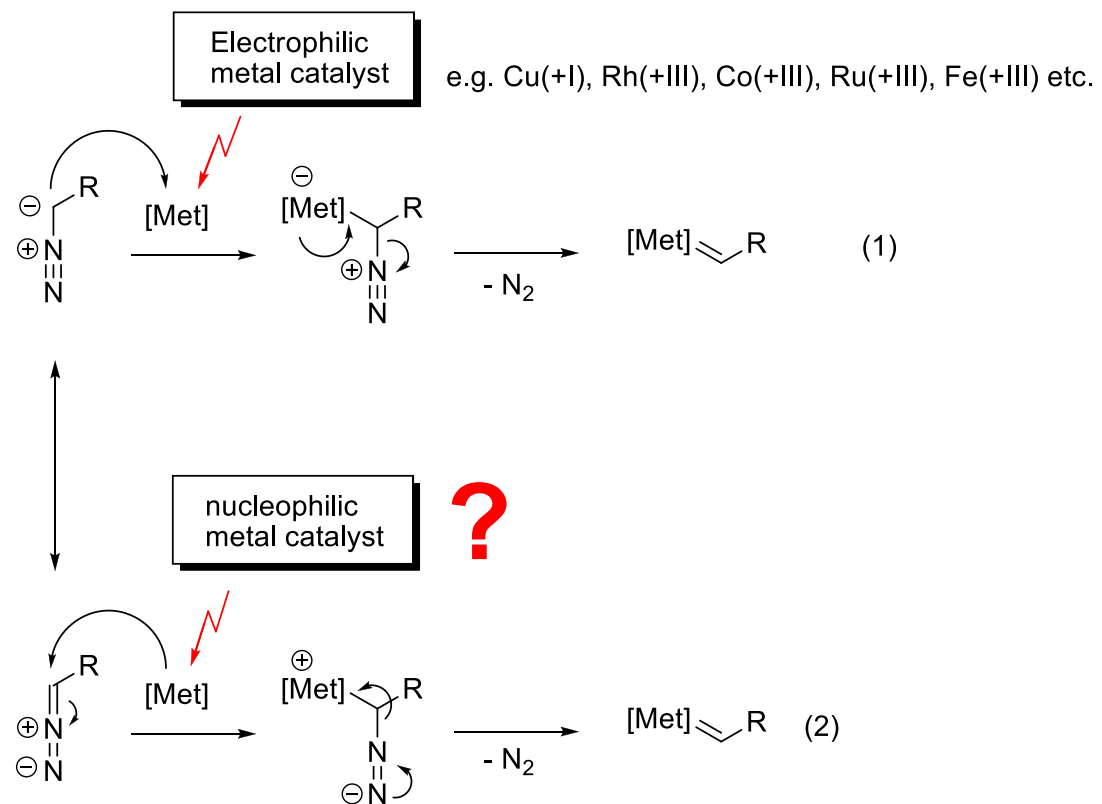 Electrophilic
metal catalyst
e.g. Cu(+I), Rh(+III), Co(+III), Ru(+III), Fe(+III) etc.
⊖ R
⊕ N
N
[Met]
⊖
[Met] R
⊕ N
N
- N₂
[Met] R
(1)
nucleophilic
metal catalyst
?
R
⊕ N
⊖ N
[Met]
⊕
[Met] R
N
⊖ N
- N₂
[Met] R
(2)